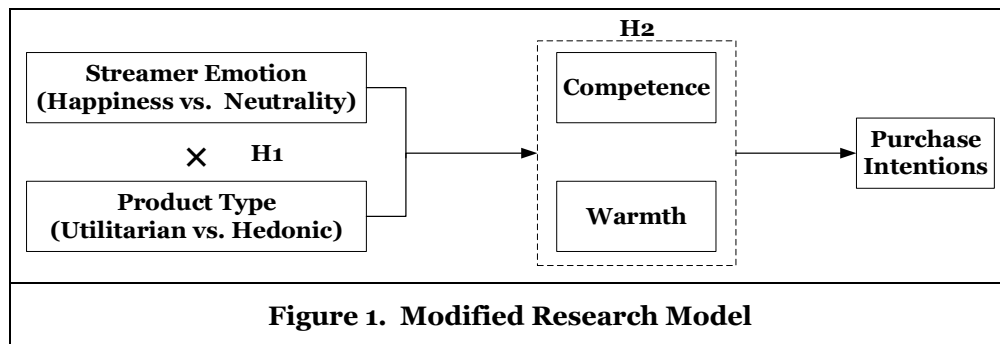 H2
Streamer Emotion
(Happiness vs. Neutrality)
× H1
Product Type
(Utilitarian vs. Hedonic)
Competence
Warmth
Purchase
Intentions
Figure 1. Modified Research Model